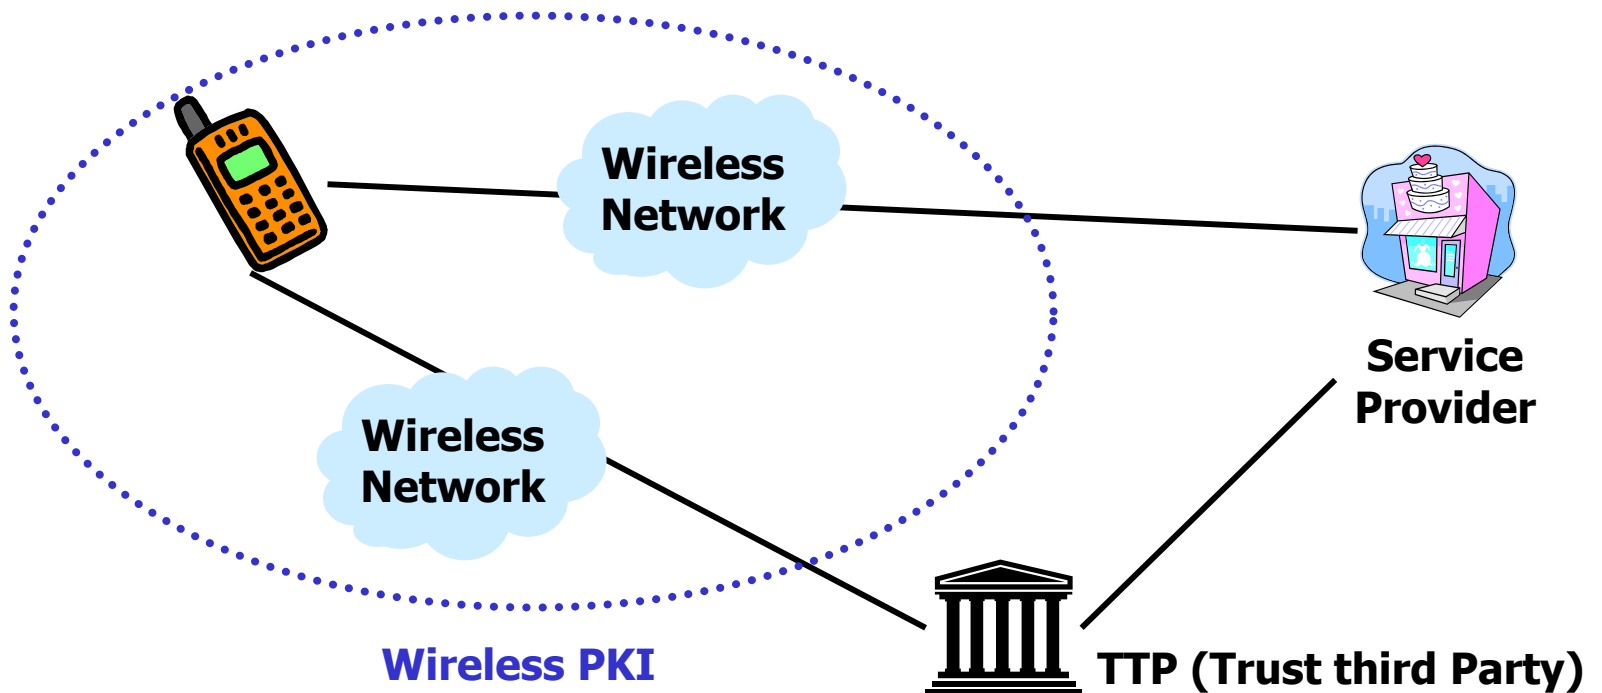 Wireless
Network
Wireless
Network
Service
Provider
Wireless PKI
TTP (Trust third Party)